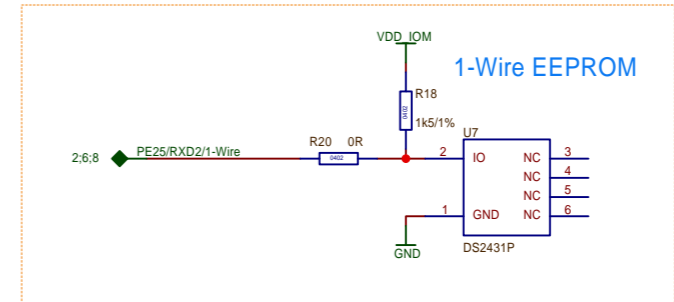 VDD_IOM
1-Wire EEPROM
R18
0402
1k5/1%
U7
R20 0R
2;6;8
PE25/RXD2/1-Wire
0402
2
IO
NC
3
NC
4
NC
5
1
GND
NC
6
GND
DS2431P